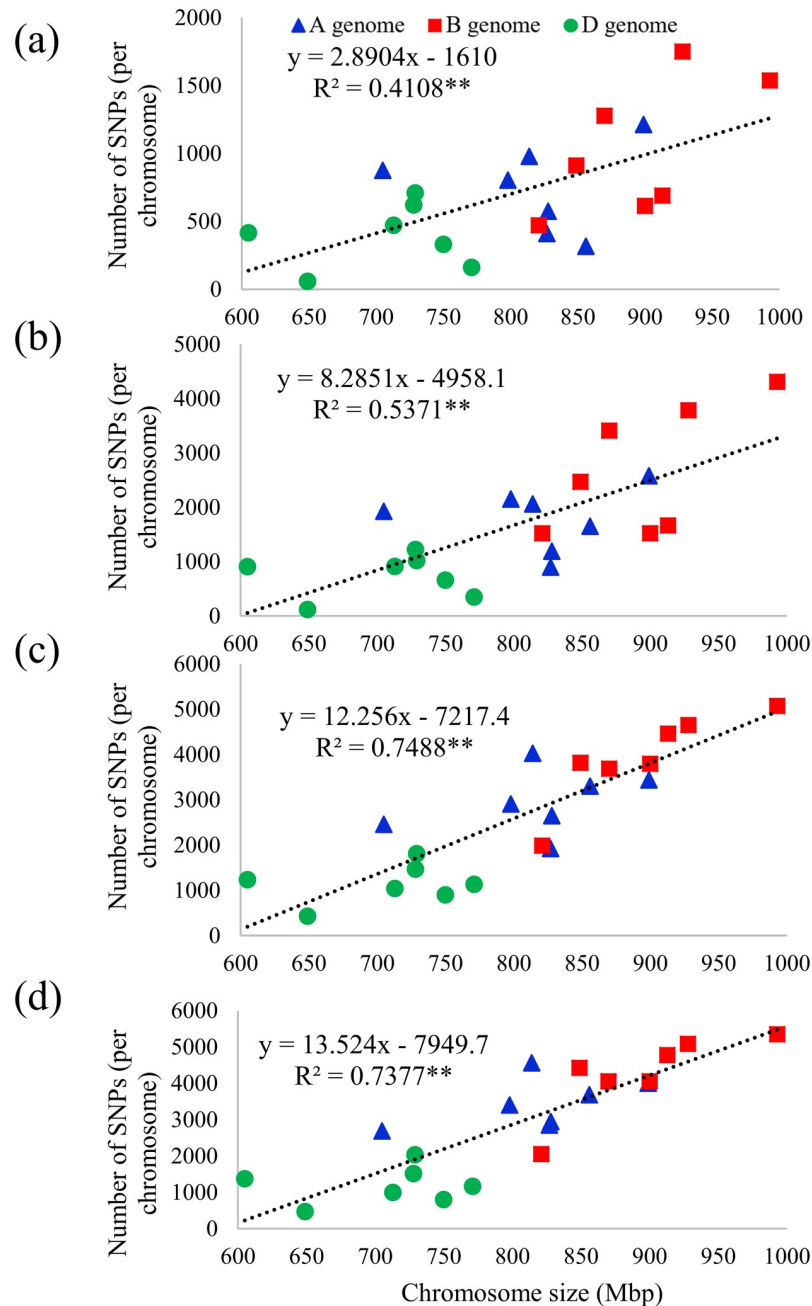 (a)
A genome B genome D genome
y = 2.8904x - 1610
R² = 0.4108**
Number of SNPs (per
chromosome)
2000
1500
1000
500
0
600 650 700 750 800 850 900 950 1000
(b)
y = 8.2851x - 4958.1
R² = 0.5371**
Number of SNPs (per
chromosome)
5000
4000
3000
2000
1000
0
600 650 700 750 800 850 900 950 1000
(c)
y = 12.256x - 7217.4
R² = 0.7488**
Number of SNPs (per
chromosome)
6000
5000
4000
3000
2000
1000
0
600 650 700 750 800 850 900 950 1000
(d)
y = 13.524x - 7949.7
R² = 0.7377**
Number of SNPs (per
chromosome)
6000
5000
4000
3000
2000
1000
0
600 650 700 750 800 850 900 950 1000
Chromosome size (Mbp)